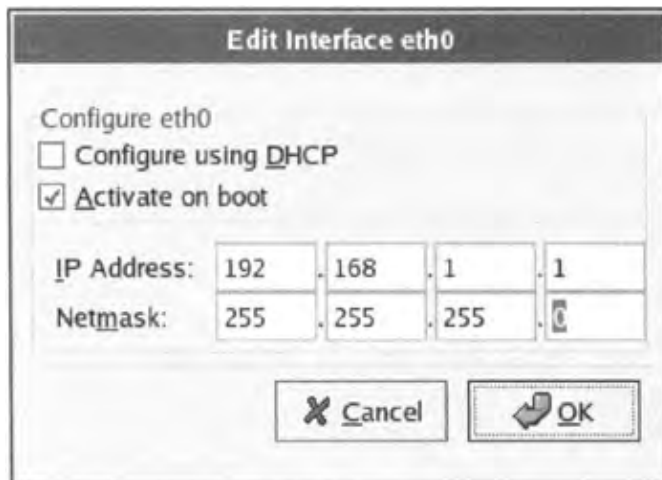 Edit Interface eth0
Configure eth0
Configure using DHCP
Activate on boot
IP Address: 192 . 168 . 1 . 1
Netmask: 255 . 255 . 255 . 0
Cancel OK